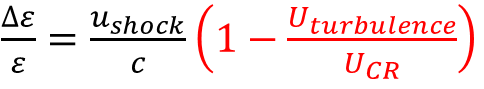 Δε/ε = u_shock/c (1 − U_turbulence/U_CR)